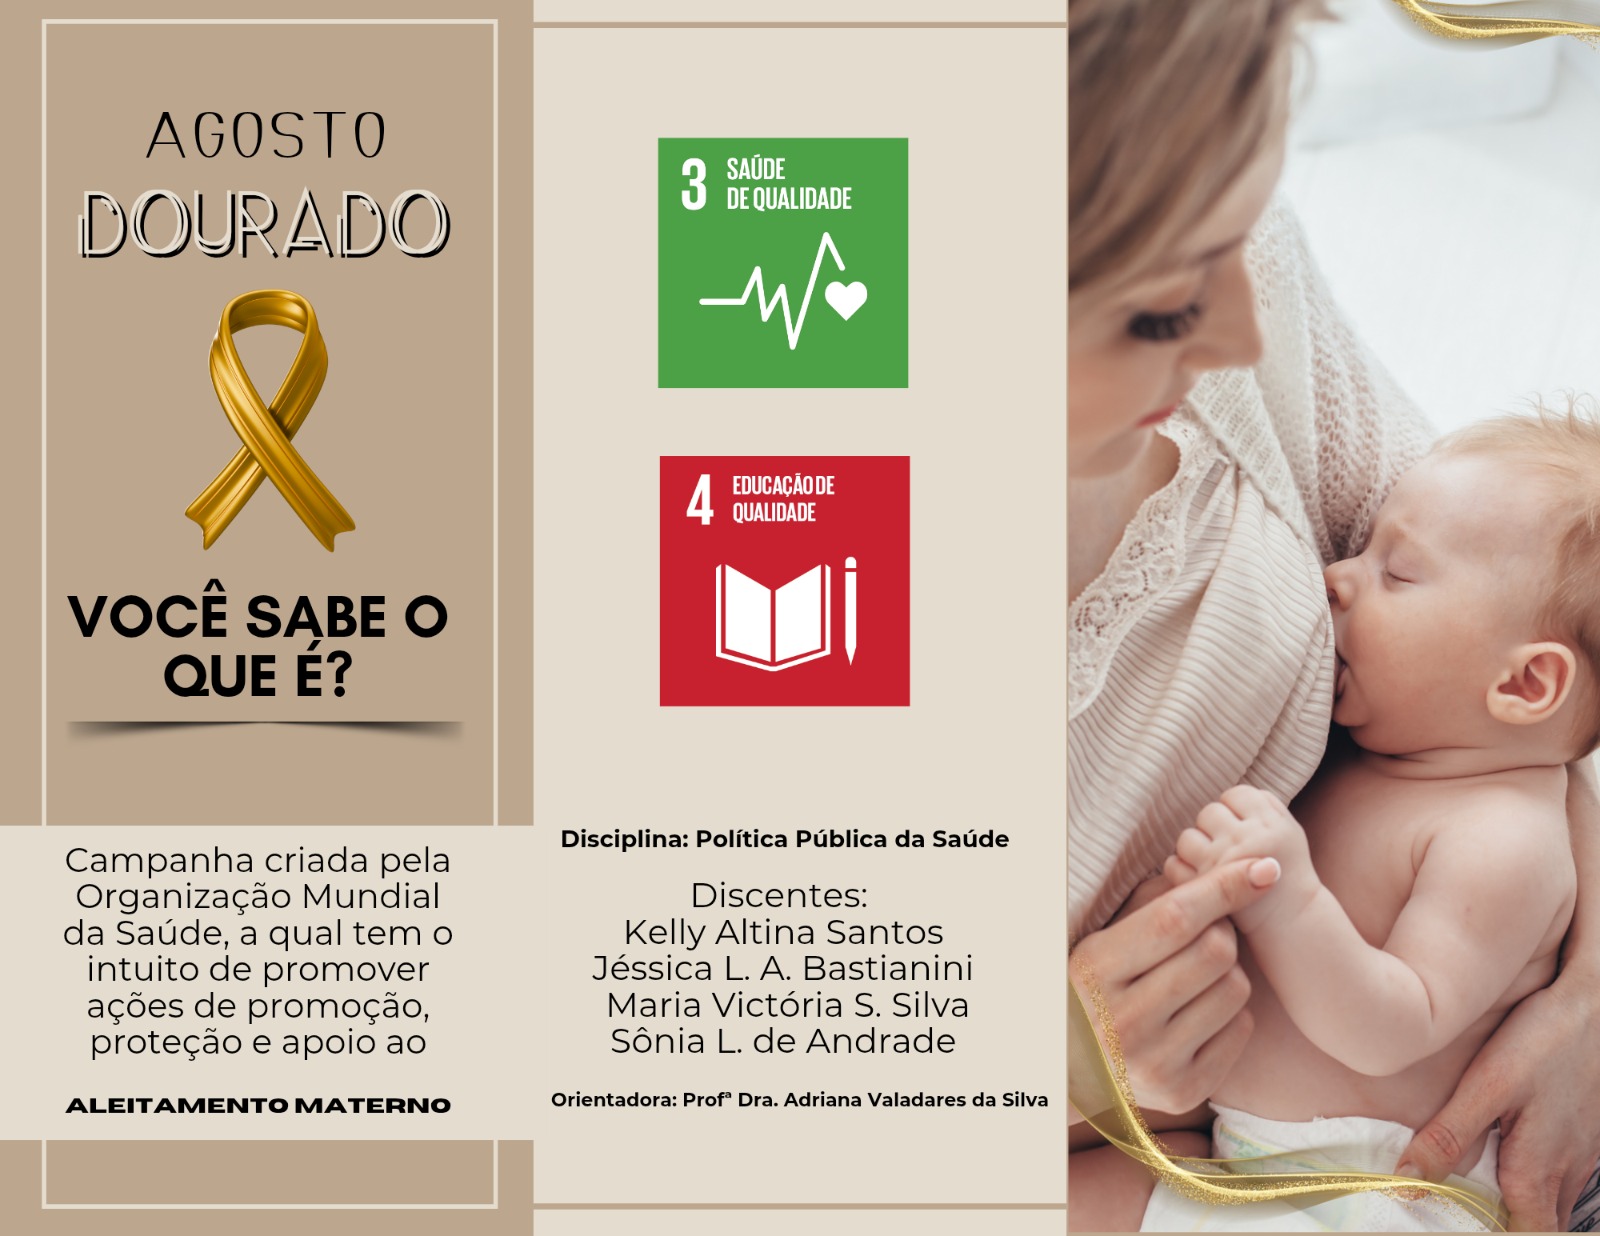 AGOSTO
DOURADO
VOCÊ SABE O
QUE É?
Campanha criada pela
Organização Mundial
da Saúde, a qual tem o
intuito de promover
ações de promoção,
proteção e apoio ao
ALEITAMENTO MATERNO
3 SAÚDE
DE QUALIDADE
4 EDUCAÇÃO DE
QUALIDADE
Disciplina: Política Pública da Saúde
Discentes:
Kelly Altina Santos
Jéssica L. A. Bastianini
Maria Victória S. Silva
Sônia L. de Andrade
Orientadora: Profª Dra. Adriana Valadares da Silva